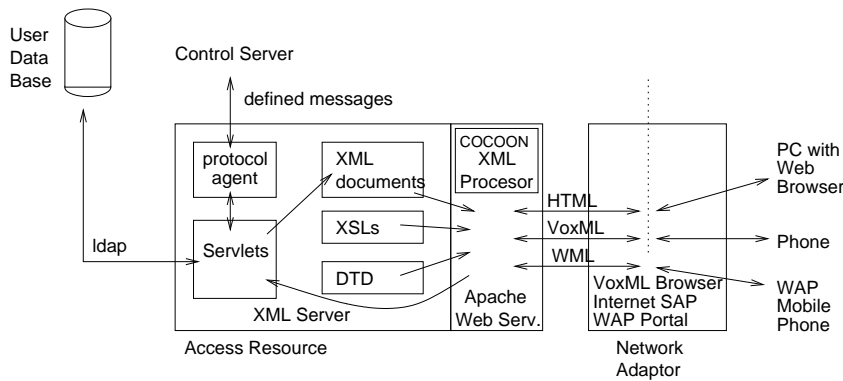 User
Data
Base
Control Server
defined messages
protocol
agent
XML
documents
COCOON
XML
Procesor
Servlets
XSLs
DTD
ldap
XML Server
Apache
Web Serv.
Access Resource
HTML
VoxML
WML
VoxML Browser
Internet SAP
WAP Portal
Network
Adaptor
PC with
Web
Browser
Phone
WAP
Mobile
Phone